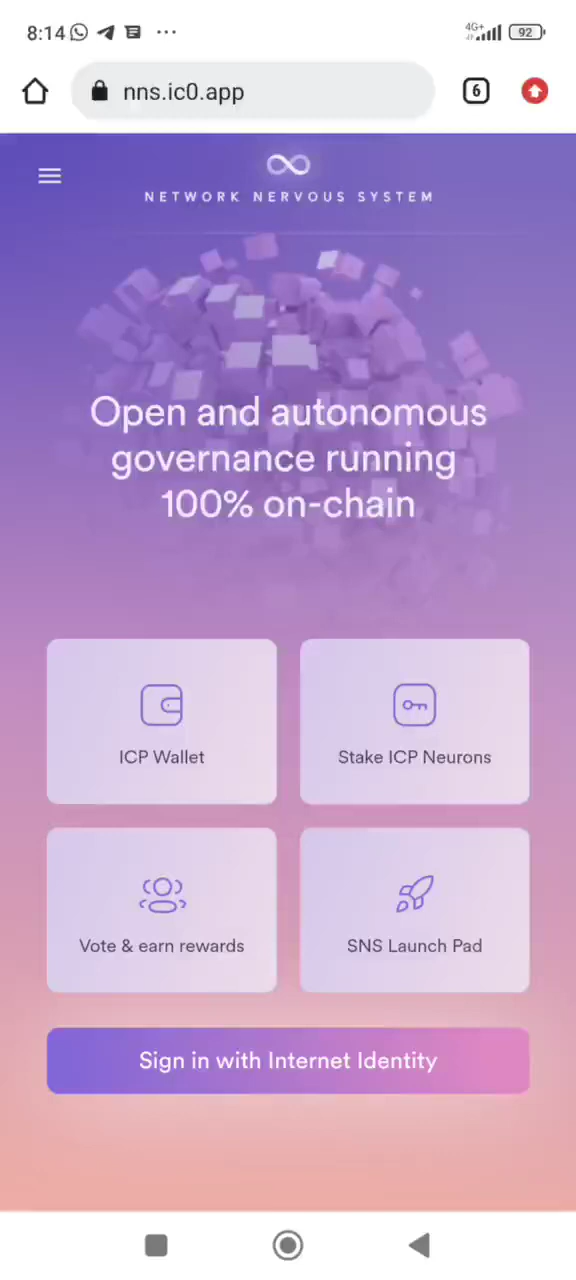 8:14
4G+
92
nns.ic0.app
6
NETWORK NERVOUS SYSTEM
Open and autonomous
governance running
100% on-chain
ICP Wallet
Stake ICP Neurons
Vote & earn rewards
SNS Launch Pad
Sign in with Internet Identity